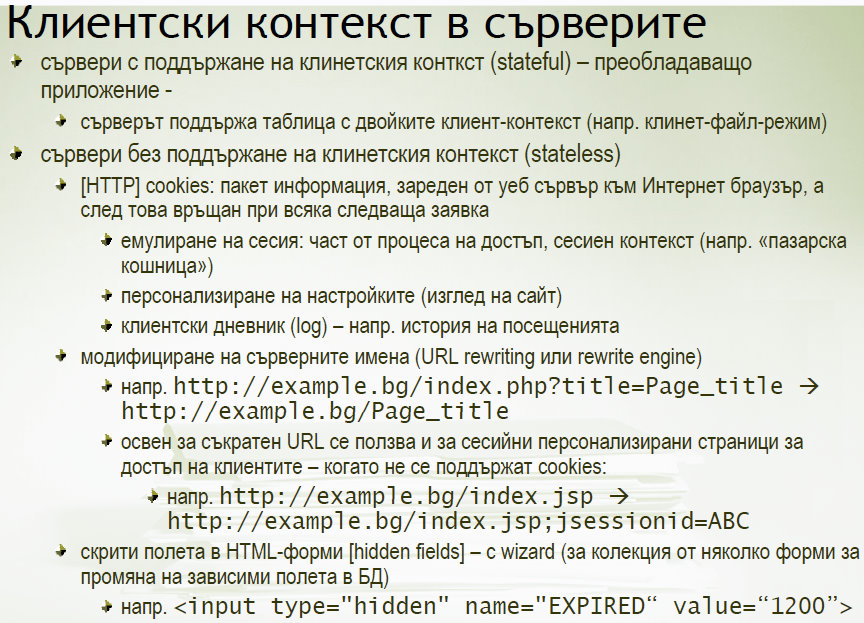 Клиентски контекст в сърверите
сървери с поддържане на клинетския конткст (stateful) – преобладаващо
приложение -
сърверът поддържа таблица с двойките клиент-контекст (напр. клинет-файл-режим)
сървери без поддържане на клинетския контекст (stateless)
[HTTP] cookies: пакет информация, зареден от уеб сървър към Интернет браузър, а
след това връщан при всяка следваща заявка
емулиране на сесия: част от процеса на достъп, сесиен контекст (напр. «пазарска
кошница»)
персонализиране на настройките (изглед на сайт)
клиентски дневник (log) – напр. история на посещенията
модифициране на сърверните имена (URL rewriting или rewrite engine)
напр. http://example.bg/index.php?title=Page_title →
http://example.bg/Page_title
освен за съкратен URL се ползва и за сесийни персонализирани страници за
достъп на клиентите – когато не се поддържат cookies:
напр. http://example.bg/index.jsp →
http://example.bg/index.jsp;jsessionid=ABC
скрити полета в HTML-форми [hidden fields] – с wizard (за колекция от няколко форми за
промяна на зависими полета в БД)
напр. <input type="hidden" name="EXPIRED“ value=“1200”>